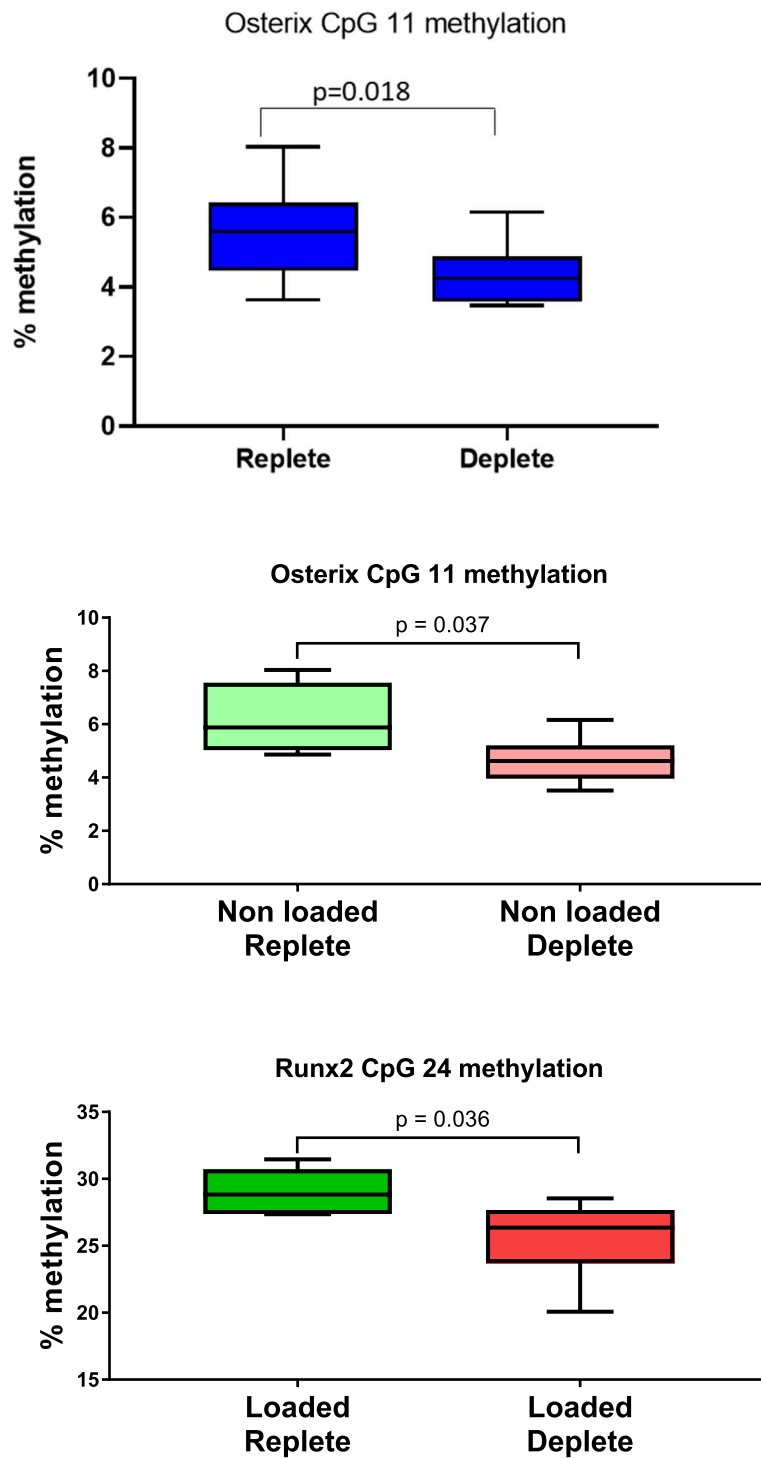 Osterix CpG 11 methylation
p=0.018
% methylation
10
8
6
4
2
0
Replete
Deplete
Osterix CpG 11 methylation
p = 0.037
% methylation
10
8
6
4
2
0
Non loaded
Replete
Non loaded
Deplete
Runx2 CpG 24 methylation
p = 0.036
% methylation
35
30
25
20
15
Loaded
Replete
Loaded
Deplete